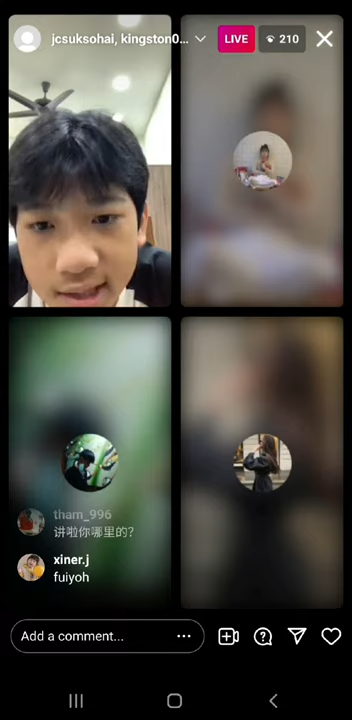 jcsuksohai, kingston0...
LIVE
210
tham_996
讲啦你哪里的？
xiner.j
fuiyoh
Add a comment...